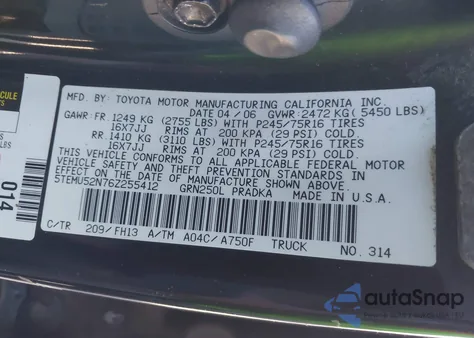 MFD. BY: TOYOTA MOTOR MANUFACTURING CALIFORNIA INC.
DATE 04 / 06 GVWR: 2472 KG ( 5450 LBS)
GAWR: FR. 1249 KG (2755 LBS) WITH P245/75R16 TIRES
16X7JJ RIMS AT 200 KPA (29 PSI) COLD.
RR. 1410 KG (3110 LBS) WITH P245/75R16 TIRES
16X7JJ RIMS AT 200 KPA (29 PSI) COLD.
THIS VEHICLE CONFORMS TO ALL APPLICABLE FEDERAL MOTOR
VEHICLE SAFETY AND THEFT PREVENTION STANDARDS IN
EFFECT ON THE DATE OF MANUFACTURE SHOWN ABOVE.
5TEMU52N76Z255412 GRN250L PRADKA MADE IN U.S.A.
C/TR 209/FH13 A/TM A04C/A750F TRUCK NO. 314
014
autoSnap